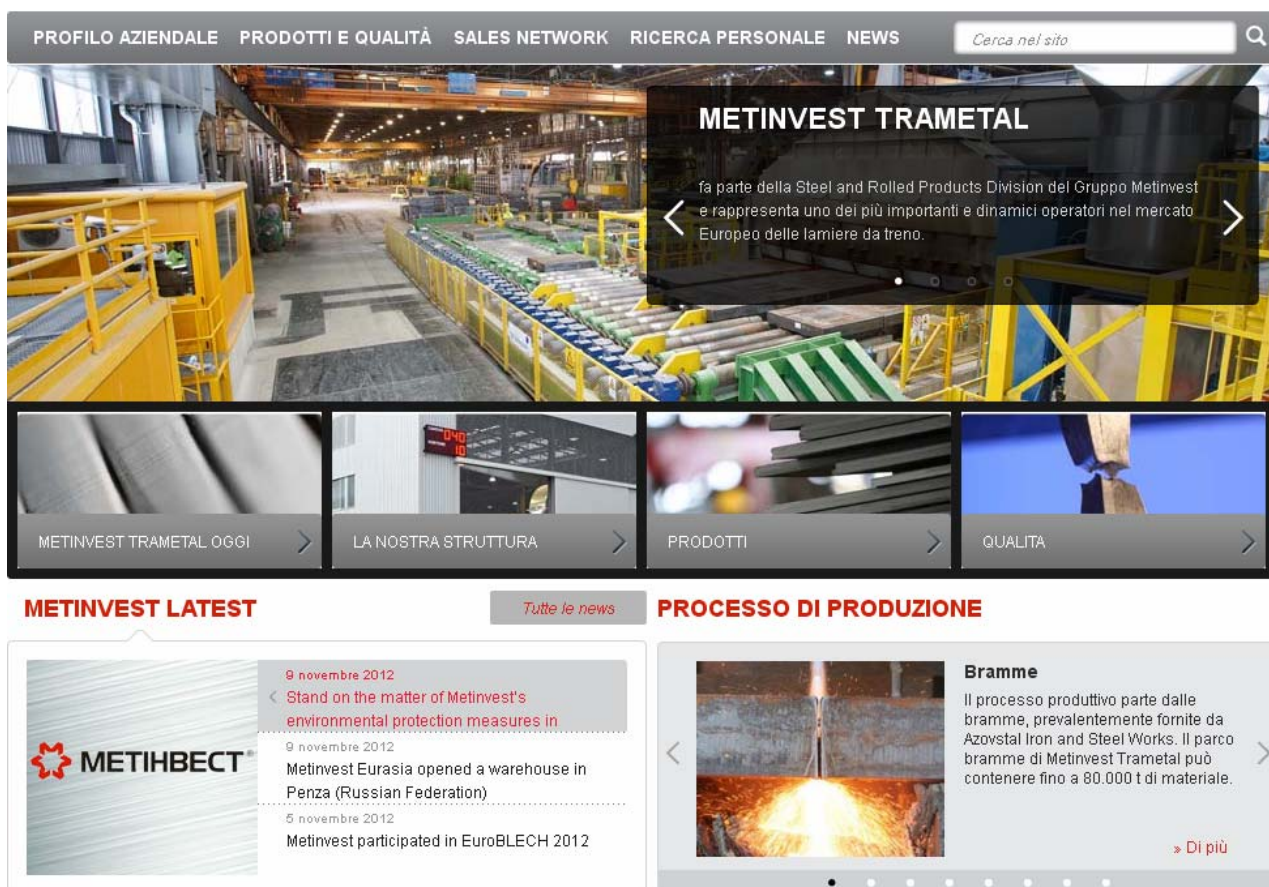 PROFILO AZIENDALE PRODOTTI E QUALITÀ SALES NETWORK RICERCA PERSONALE NEWS Cerca nel sito
METINVEST TRAMETAL
fa parte della Steel and Rolled Products Division del Gruppo Metinvest
e rappresenta uno dei più importanti e dinamici operatori nel mercato
Europeo delle lamiere da treno.
040
10
METINVEST TRAMETAL OGGI
LA NOSTRA STRUTTURA
PRODOTTI
QUALITA
METINVEST LATEST
Tutte le news
METIHBECT
9 novembre 2012
Stand on the matter of Metinvest's
environmental protection measures in
9 novembre 2012
Metinvest Eurasia opened a warehouse in
Penza (Russian Federation)
5 novembre 2012
Metinvest participated in EuroBLECH 2012
PROCESSO DI PRODUZIONE
Bramme
Il processo produttivo parte dalle
bramme, prevalentemente fornite da
Azovstal Iron and Steel Works. Il parco
bramme di Metinvest Trametal può
contenere fino a 80.000 t di materiale.
» Di più